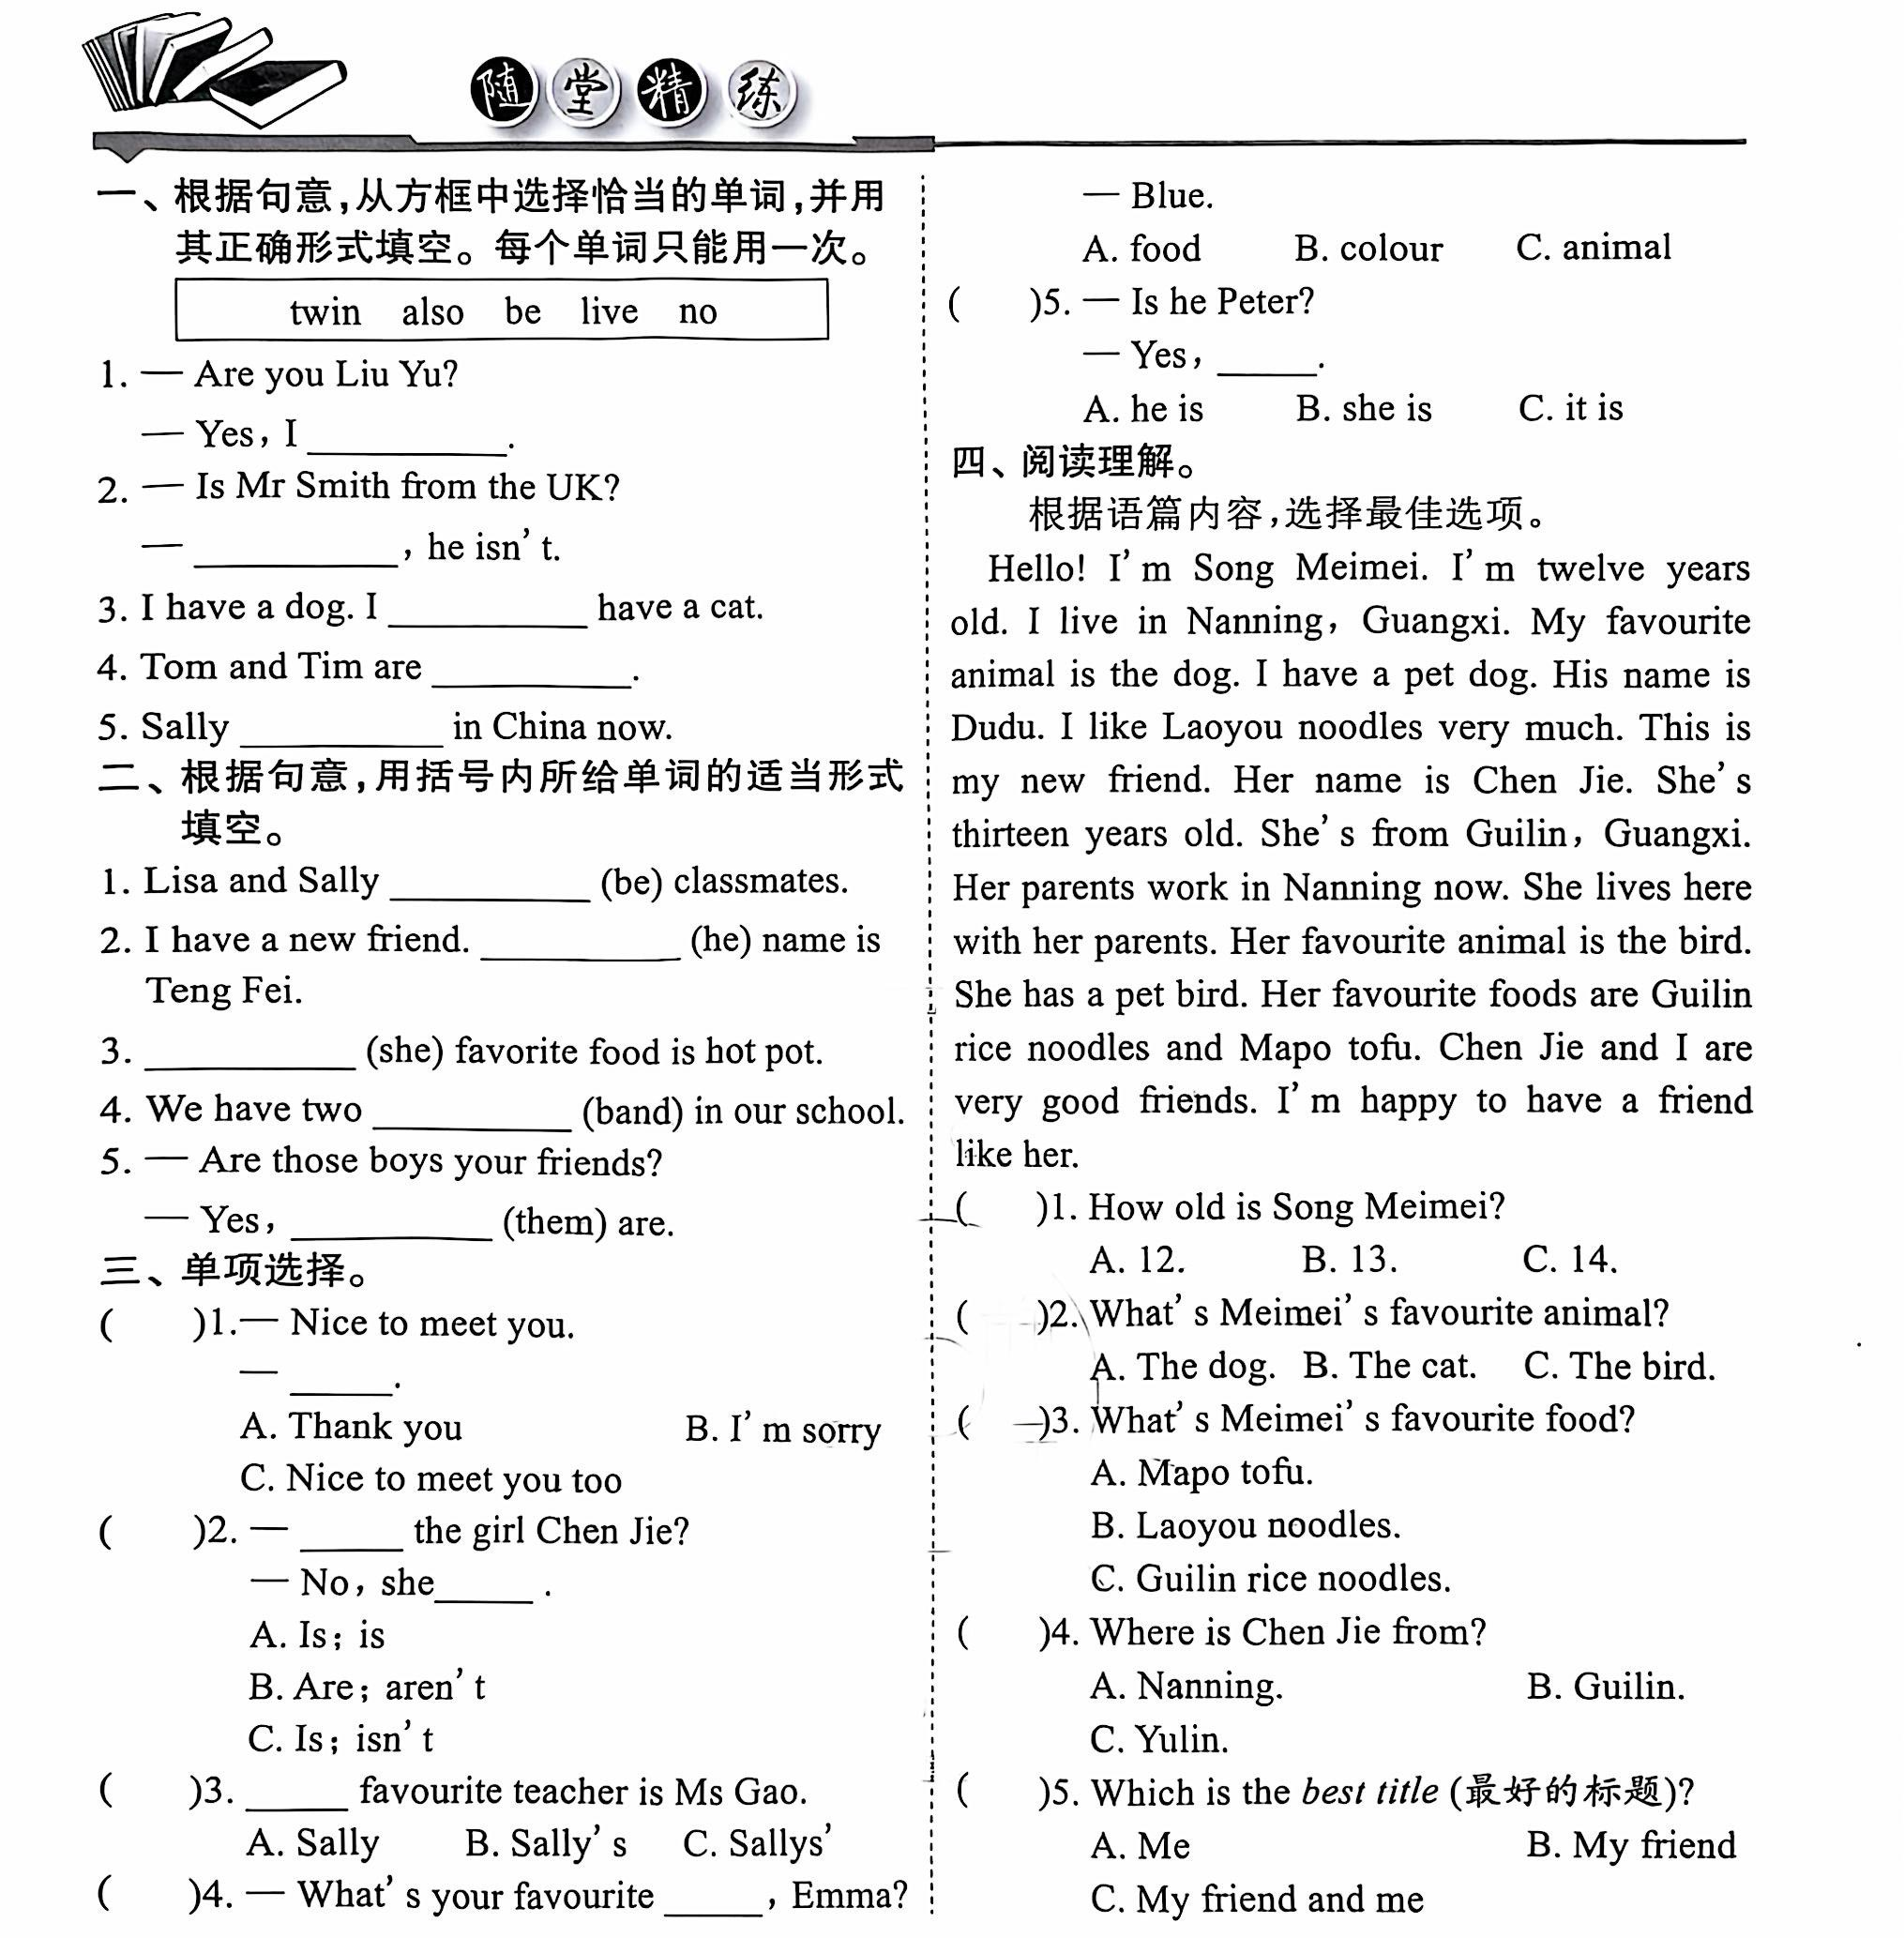 随堂精练
一、根据句意,从方框中选择恰当的单词,并用
其正确形式填空。每个单词只能用一次。
twin also be live no
1. — Are you Liu Yu?
— Yes, I __________.
2. — Is Mr Smith from the UK?
— __________, he isn't.
3. I have a dog. I __________ have a cat.
4. Tom and Tim are __________.
5. Sally __________ in China now.
二、根据句意,用括号内所给单词的适当形式
填空。
1. Lisa and Sally __________ (be) classmates.
2. I have a new friend. __________ (he) name is
Teng Fei.
3. __________ (she) favorite food is hot pot.
4. We have two __________ (band) in our school.
5. — Are those boys your friends?
— Yes, __________ (them) are.
三、单项选择。
( )1.— Nice to meet you.
— _____.
A. Thank you B. I'm sorry
C. Nice to meet you too
( )2. — _____ the girl Chen Jie?
— No, she_____ .
A. Is; is
B. Are; aren't
C. Is; isn't
( )3. _____ favourite teacher is Ms Gao.
A. Sally B. Sally's C. Sallys'
( )4. — What's your favourite _____, Emma?
— Blue.
A. food B. colour C. animal
( )5. — Is he Peter?
— Yes, _____.
A. he is B. she is C. it is
四、阅读理解。
根据语篇内容,选择最佳选项。
Hello! I'm Song Meimei. I'm twelve years
old. I live in Nanning, Guangxi. My favourite
animal is the dog. I have a pet dog. His name is
Dudu. I like Laoyou noodles very much. This is
my new friend. Her name is Chen Jie. She's
thirteen years old. She's from Guilin, Guangxi.
Her parents work in Nanning now. She lives here
with her parents. Her favourite animal is the bird.
She has a pet bird. Her favourite foods are Guilin
rice noodles and Mapo tofu. Chen Jie and I are
very good friends. I'm happy to have a friend
like her.
( )1. How old is Song Meimei?
A. 12. B. 13. C. 14.
( )2. What's Meimei's favourite animal?
A. The dog. B. The cat. C. The bird.
( )3. What's Meimei's favourite food?
A. Mapo tofu.
B. Laoyou noodles.
C. Guilin rice noodles.
( )4. Where is Chen Jie from?
A. Nanning. B. Guilin.
C. Yulin.
( )5. Which is the best title (最好的标题)?
A. Me B. My friend
C. My friend and me